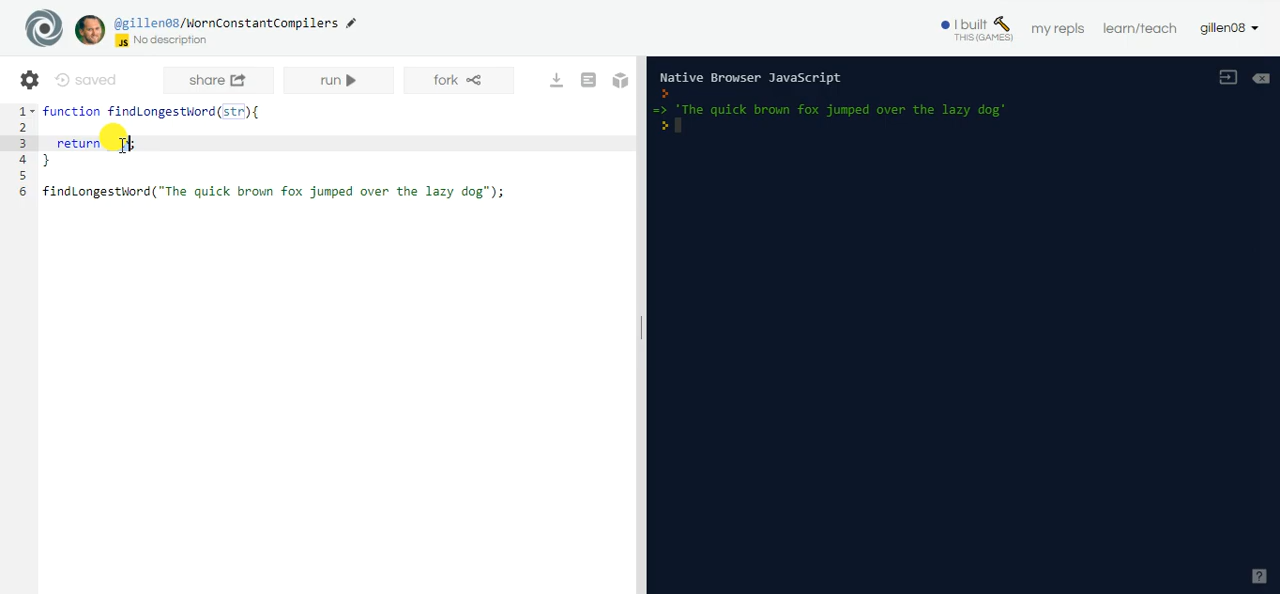 @gillen08/WornConstantCompilers
JS No description
I built
THIS (GAMES)
my repls
learn/teach
gillen08
saved
share
run
fork
1 function findLongestWord(str){
2
3 return
4 }
5
6 findLongestWord("The quick brown fox jumped over the lazy dog");
Native Browser JavaScript
=> 'The quick brown fox jumped over the lazy dog'
?